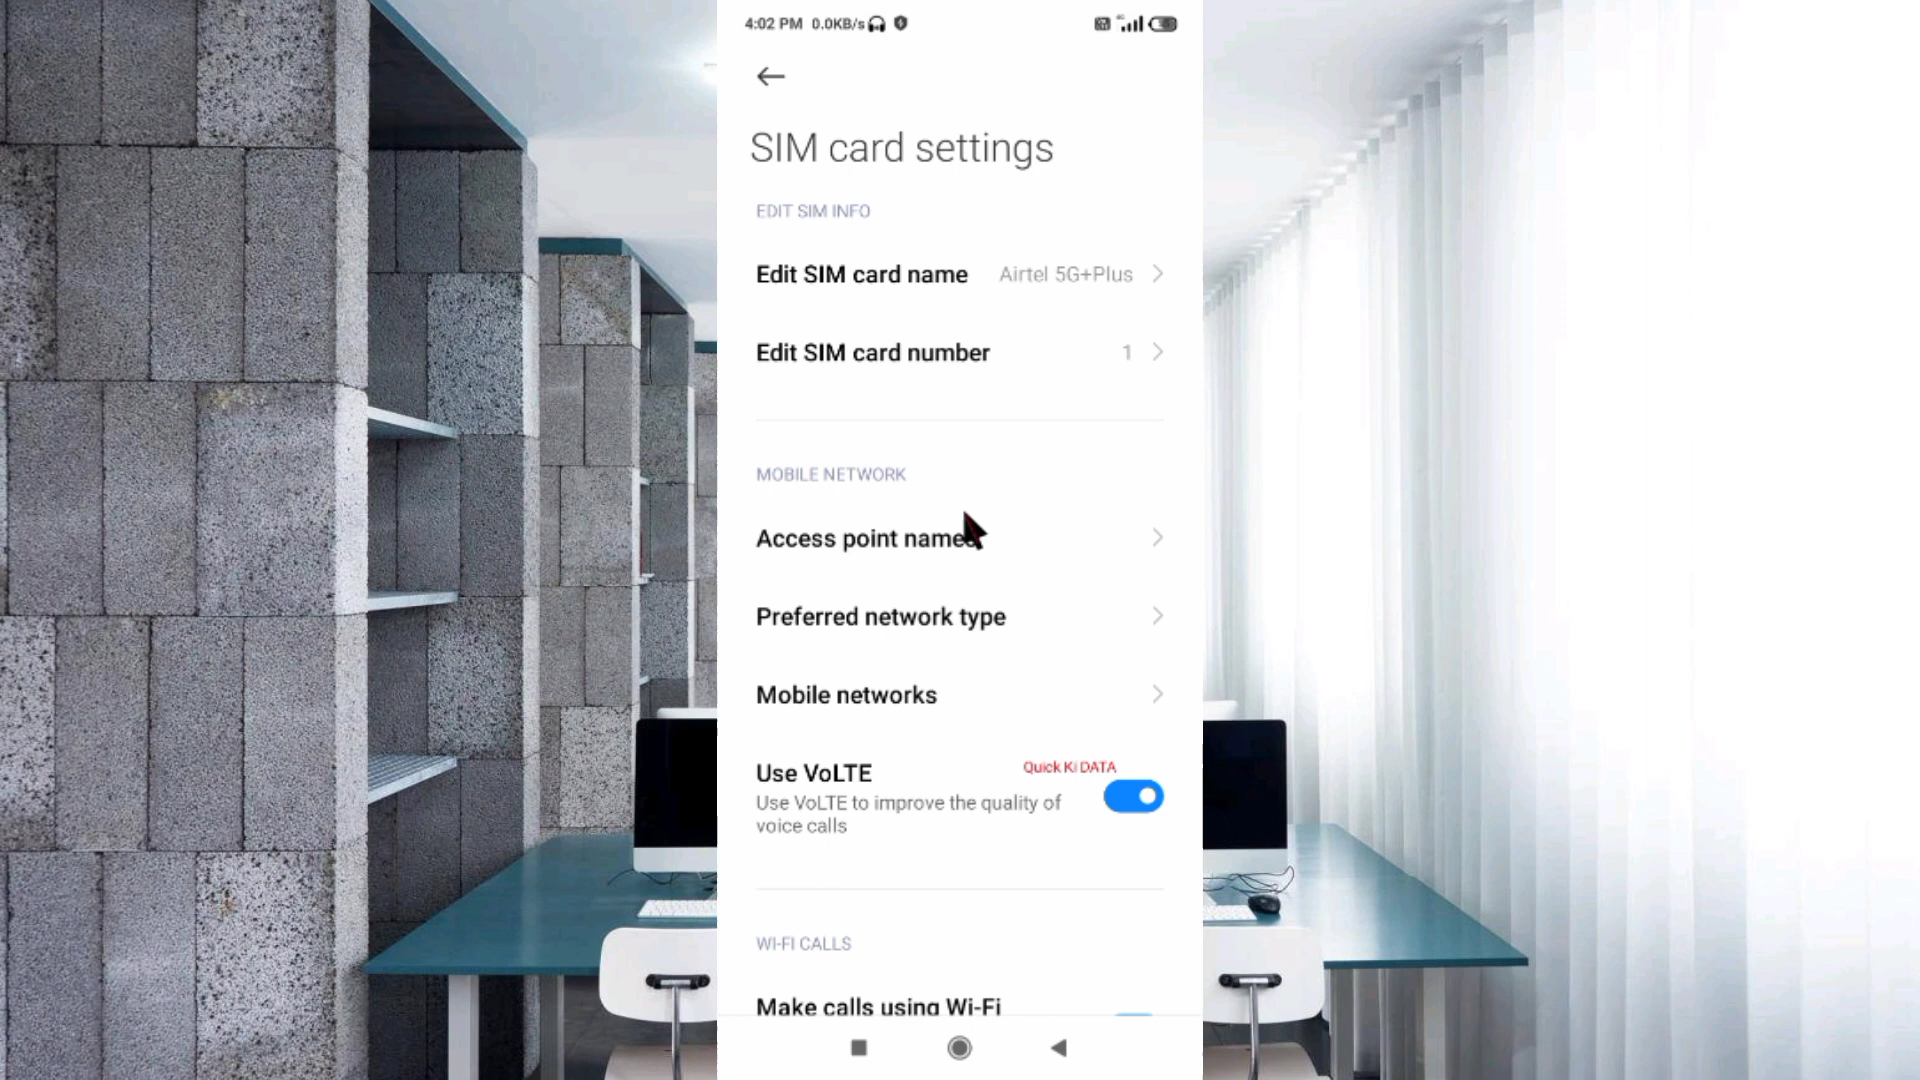 4:02 PM 0.0KB/s
SIM card settings
EDIT SIM INFO
Edit SIM card name Airtel 5G+Plus
Edit SIM card number 1
MOBILE NETWORK
Access point names
Preferred network type
Mobile networks
Use VoLTE Quick Ki DATA
Use VoLTE to improve the quality of
voice calls
WI-FI CALLS
Make calls using Wi-Fi